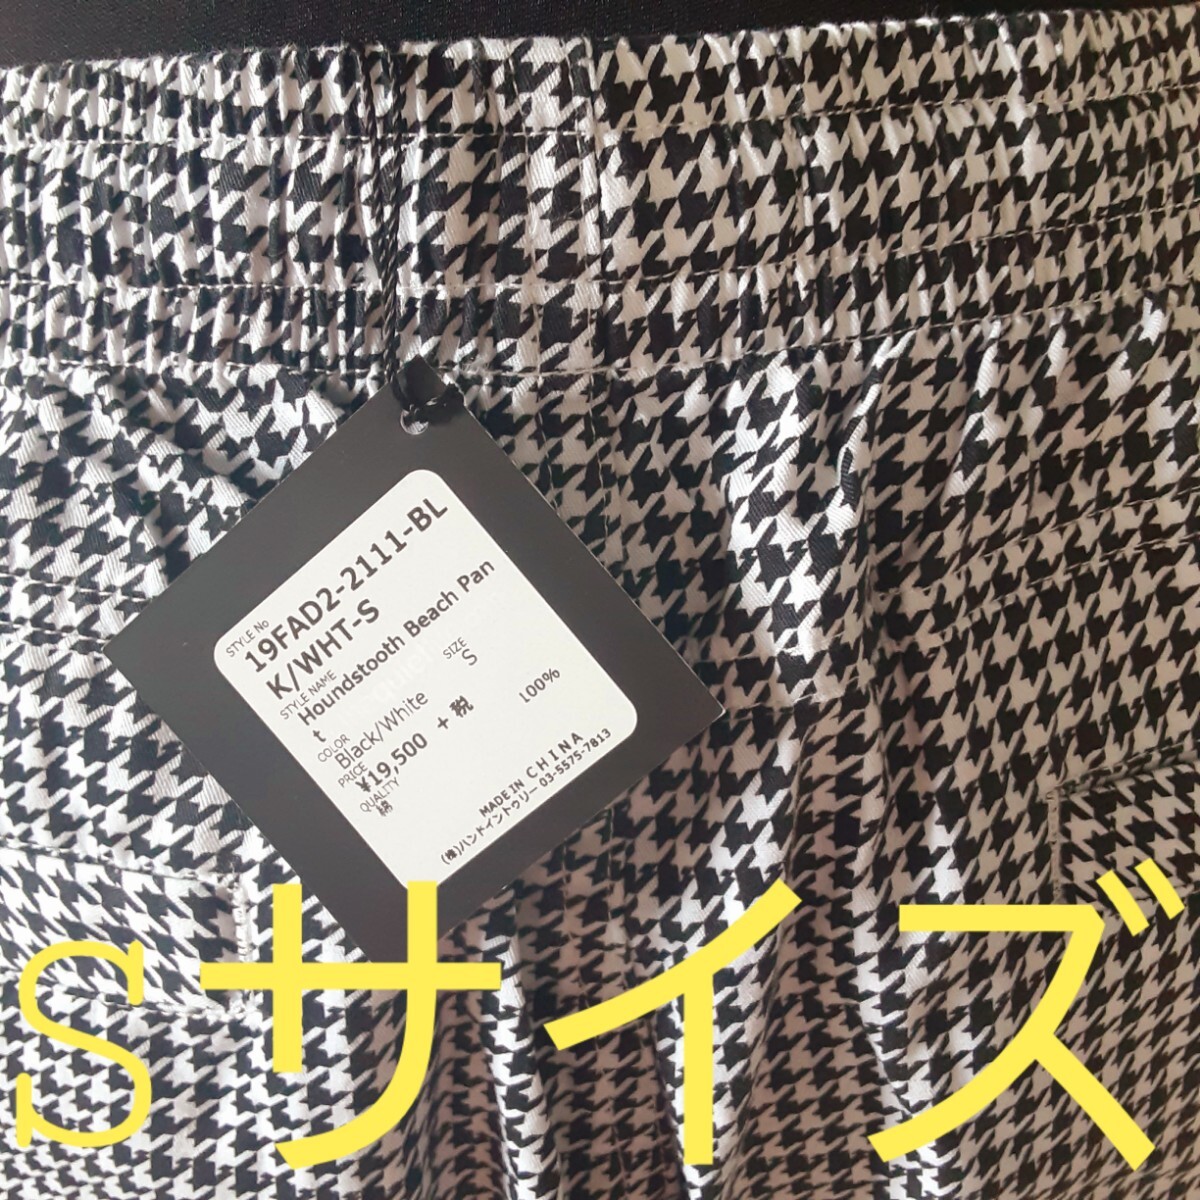 STYLE No
19FAD2-2111-BL
K/WHT-S
STYLE NAME
Houndstooth Beach Pan
t
COLOR
Black/White
SIZE
S
PRICE
¥19,500 + 税
QUALITY
綿 100%
MADE IN CHINA
(株)ハンドイントゥリー 03-5575-7813
Sサイズ